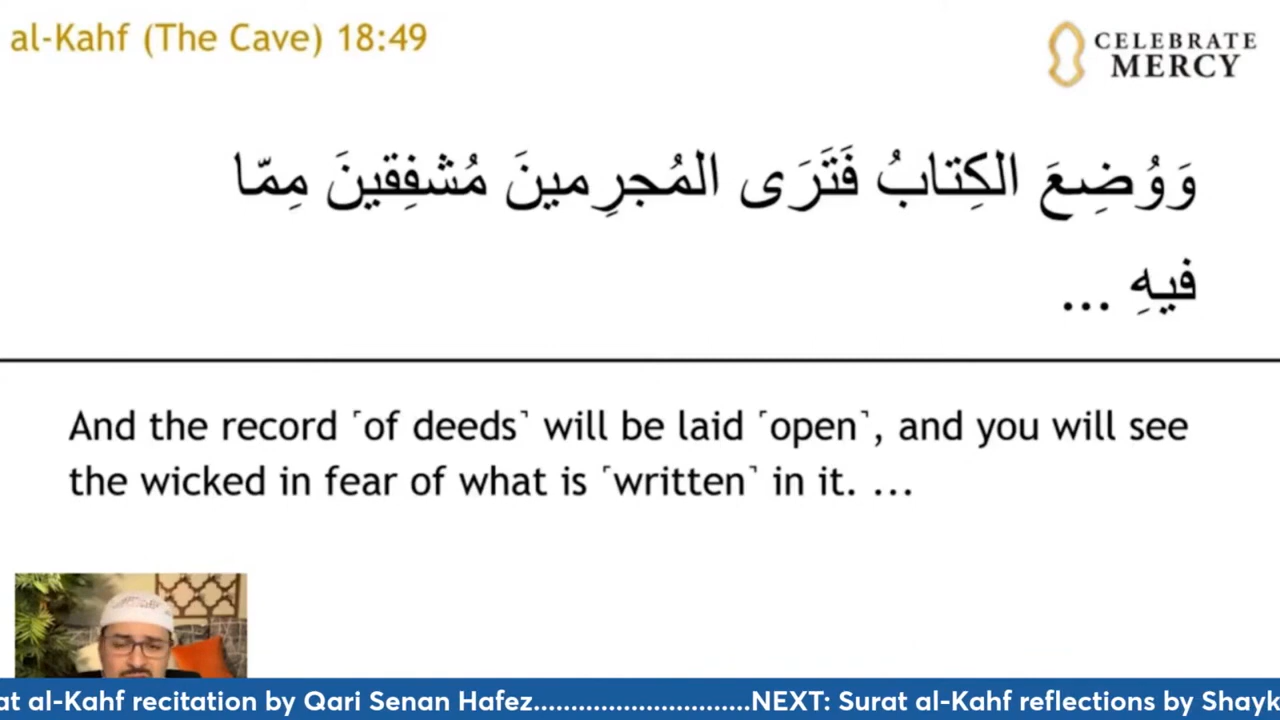 al-Kahf (The Cave) 18:49
CELEBRATE
MERCY
وَوُضِعَ الكِتابُ فَتَرَى المُجرِمينَ مُشفِقينَ مِمّا
فيهِ ...
And the record ˹of deeds˺ will be laid ˹open˺, and you will see
the wicked in fear of what is ˹written˺ in it. ...
al-Kahf recitation by Qari Senan Hafez............................NEXT: Surat al-Kahf reflections by